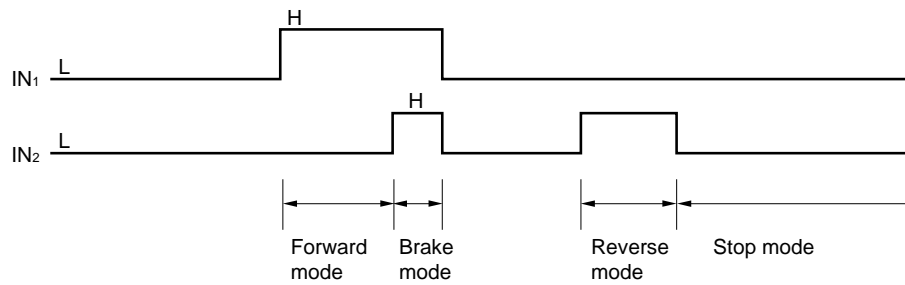 H
L
IN1
H
L
IN2
Forward mode
Brake mode
Reverse mode
Stop mode